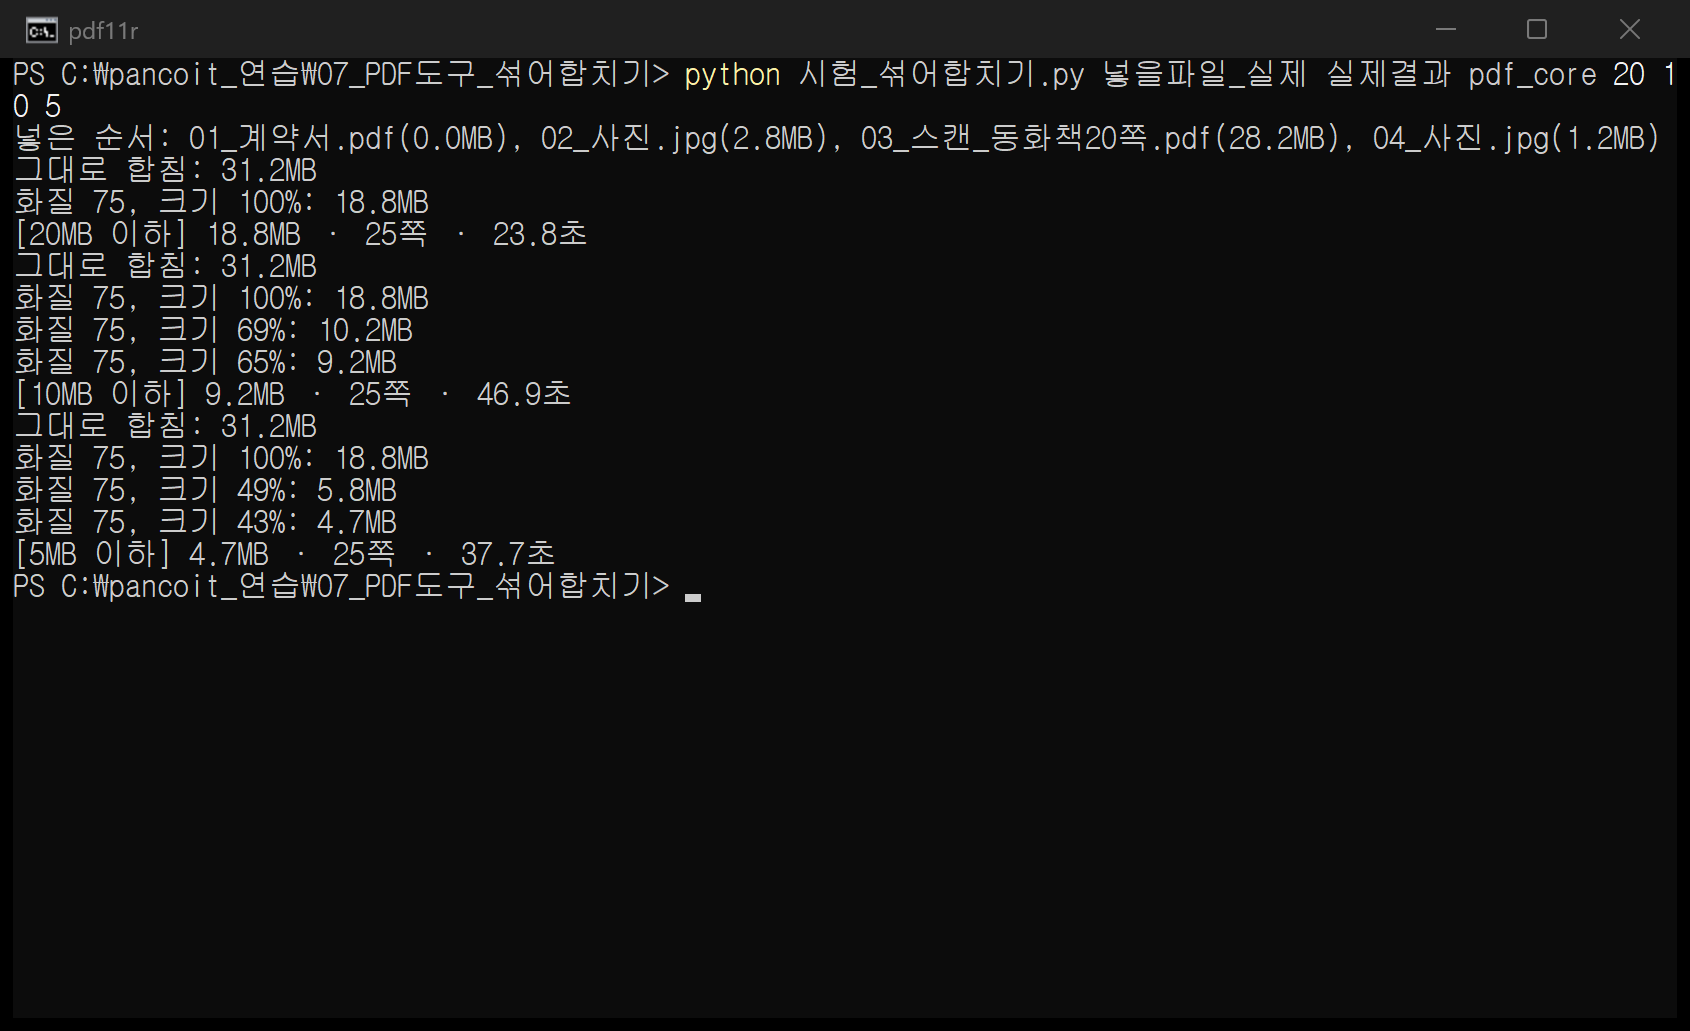 pdf11r
PS C:₩pancoit_연습₩07_PDF도구_섞어합치기> python 시험_섞어합치기.py 넣을파일_실제 실제결과 pdf_core 20 1
0 5
넣은 순서: 01_계약서.pdf(0.0MB), 02_사진.jpg(2.8MB), 03_스캔_동화책20쪽.pdf(28.2MB), 04_사진.jpg(1.2MB)
그대로 합침: 31.2MB
화질 75, 크기 100%: 18.8MB
[20MB 이하] 18.8MB · 25쪽 · 23.8초
그대로 합침: 31.2MB
화질 75, 크기 100%: 18.8MB
화질 75, 크기 69%: 10.2MB
화질 75, 크기 65%: 9.2MB
[10MB 이하] 9.2MB · 25쪽 · 46.9초
그대로 합침: 31.2MB
화질 75, 크기 100%: 18.8MB
화질 75, 크기 49%: 5.8MB
화질 75, 크기 43%: 4.7MB
[5MB 이하] 4.7MB · 25쪽 · 37.7초
PS C:₩pancoit_연습₩07_PDF도구_섞어합치기>